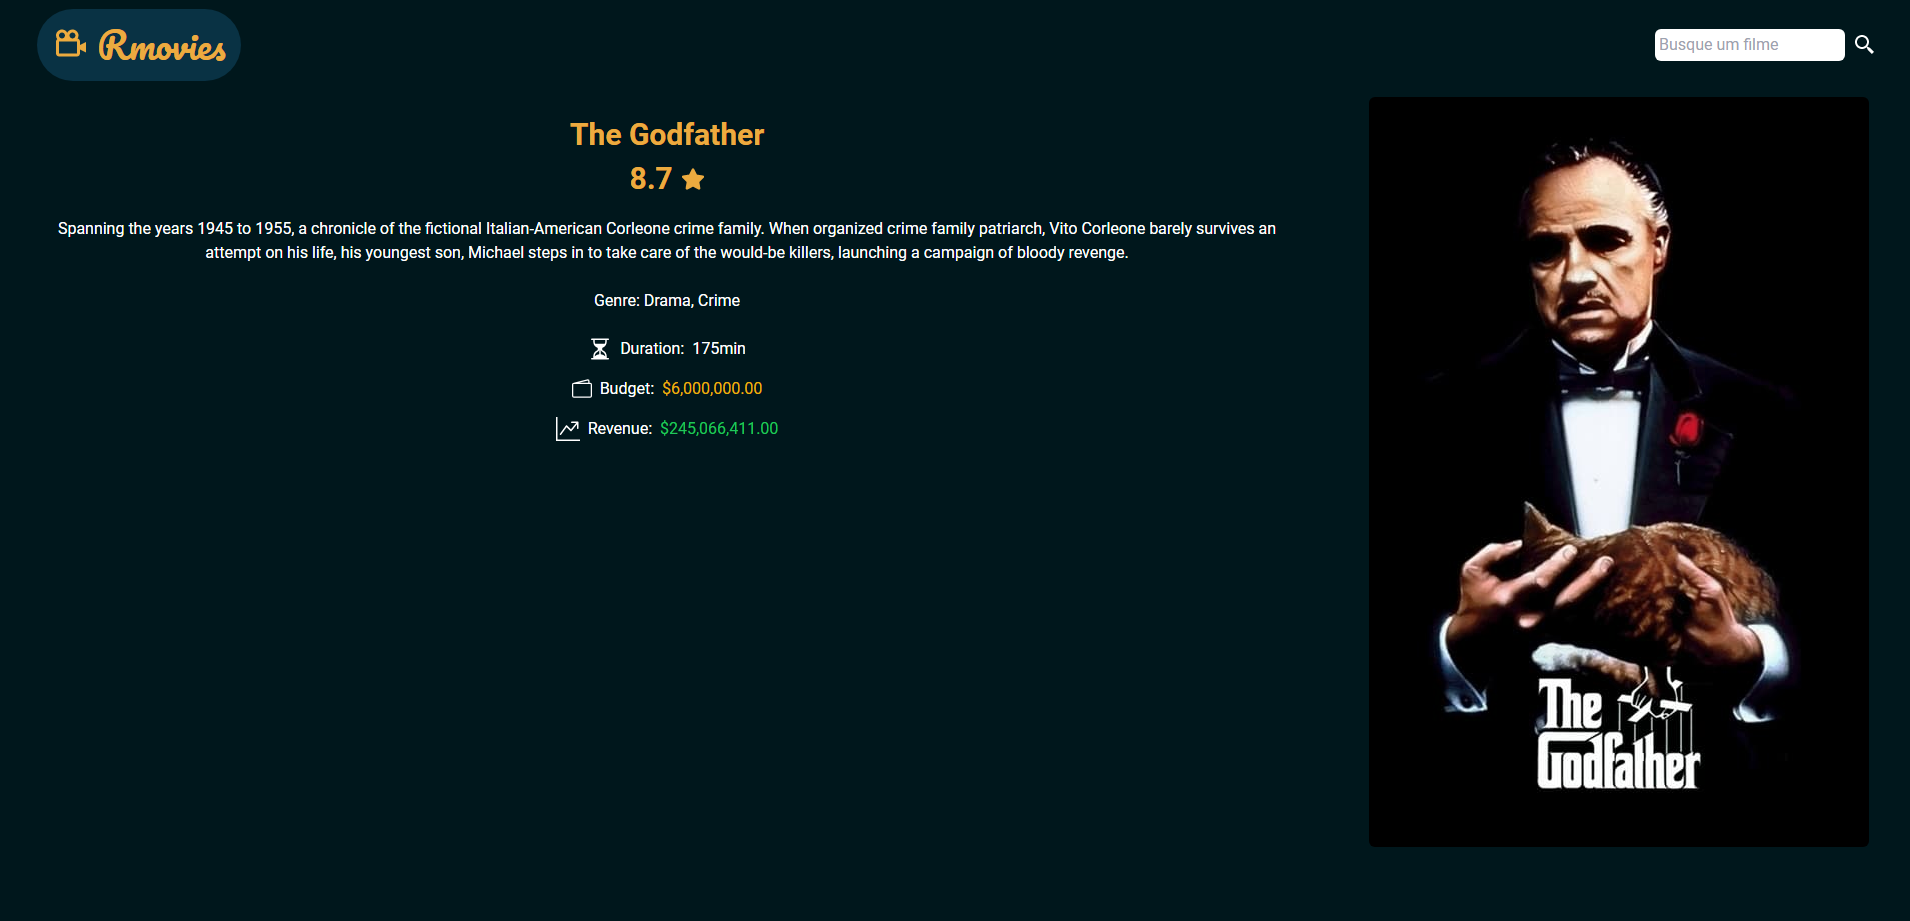 Rmovies
Busque um filme
The Godfather
8.7
Spanning the years 1945 to 1955, a chronicle of the fictional Italian-American Corleone crime family. When organized crime family patriarch, Vito Corleone barely survives an
attempt on his life, his youngest son, Michael steps in to take care of the would-be killers, launching a campaign of bloody revenge.
Genre: Drama, Crime
Duration: 175min
Budget: $6,000,000.00
Revenue: $245,066,411.00
The
Godfather